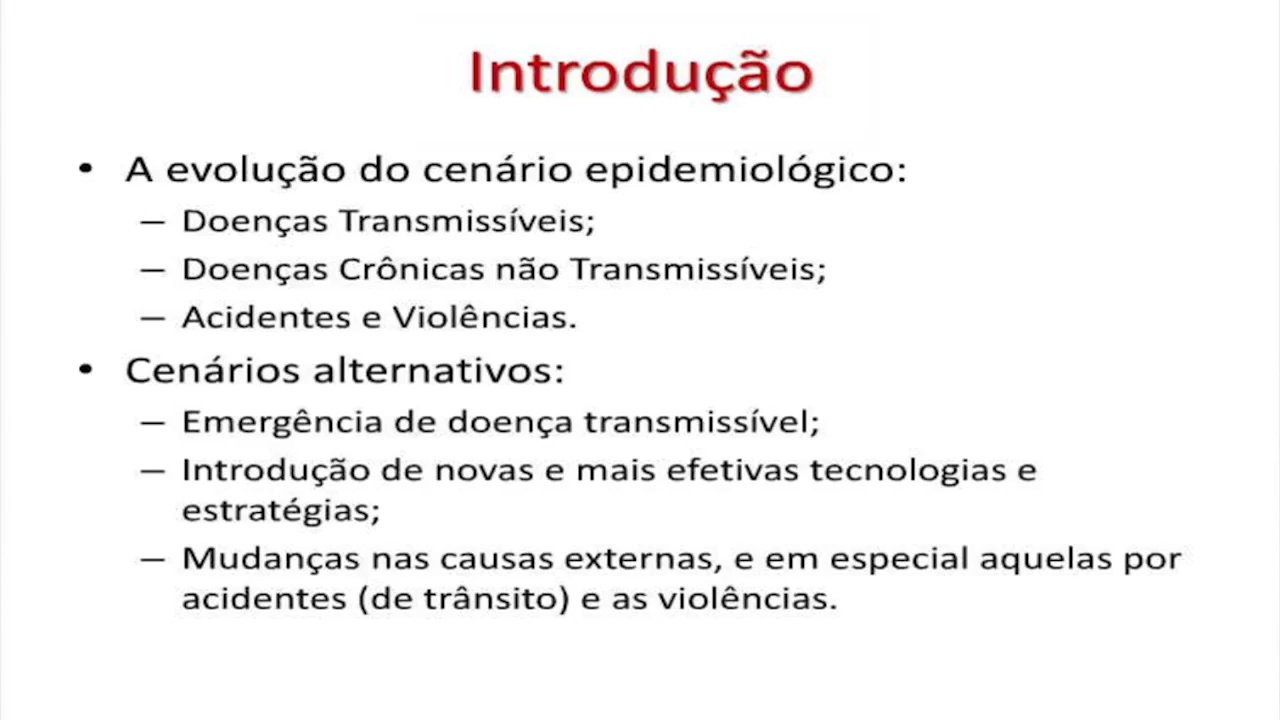 Introdução
• A evolução do cenário epidemiológico:
– Doenças Transmissíveis;
– Doenças Crônicas não Transmissíveis;
– Acidentes e Violências.
• Cenários alternativos:
– Emergência de doença transmissível;
– Introdução de novas e mais efetivas tecnologias e
estratégias;
– Mudanças nas causas externas, e em especial aquelas por
acidentes (de trânsito) e as violências.